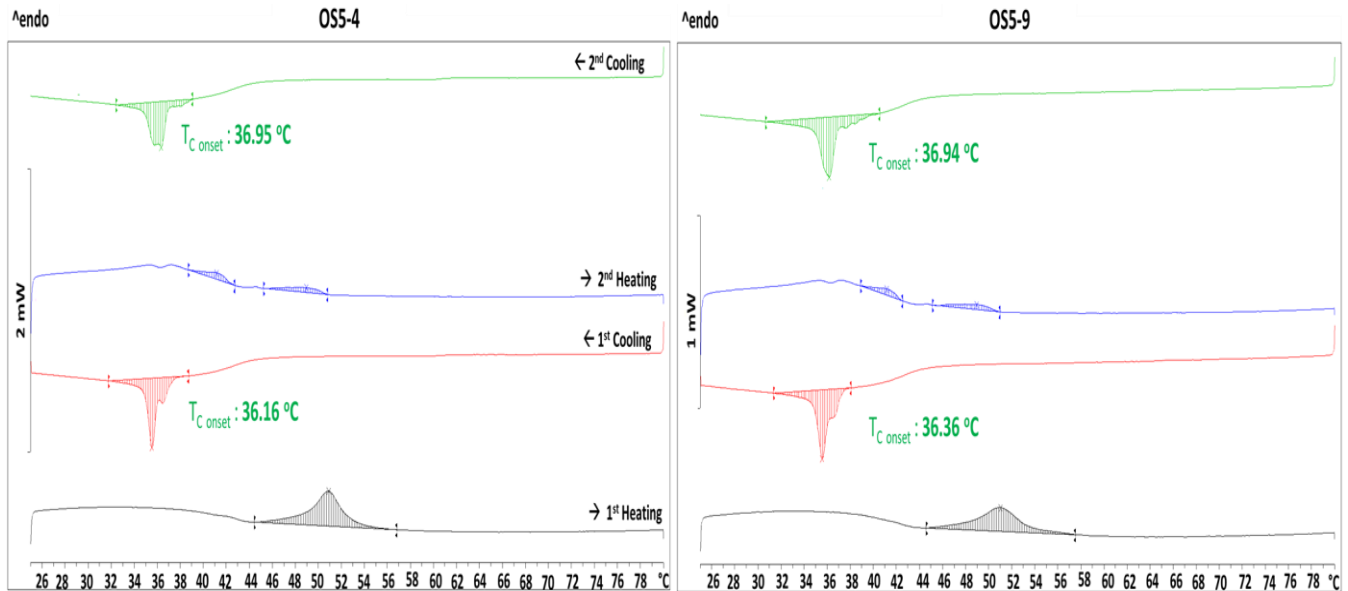 ^endo
OS5-4
← 2nd Cooling
TC onset : 36.95 ºC
→ 2nd Heating
2 mW
← 1st Cooling
TC onset : 36.16 ºC
→ 1st Heating
26 28 30 32 34 36 38 40 42 44 46 48 50 52 54 56 58 60 62 64 66 68 70 72 74 76 78 °C
^endo
OS5-9
TC onset : 36.94 ºC
1 mW
TC onset : 36.36 ºC
26 28 30 32 34 36 38 40 42 44 46 48 50 52 54 56 58 60 62 64 66 68 70 72 74 76 78 °C